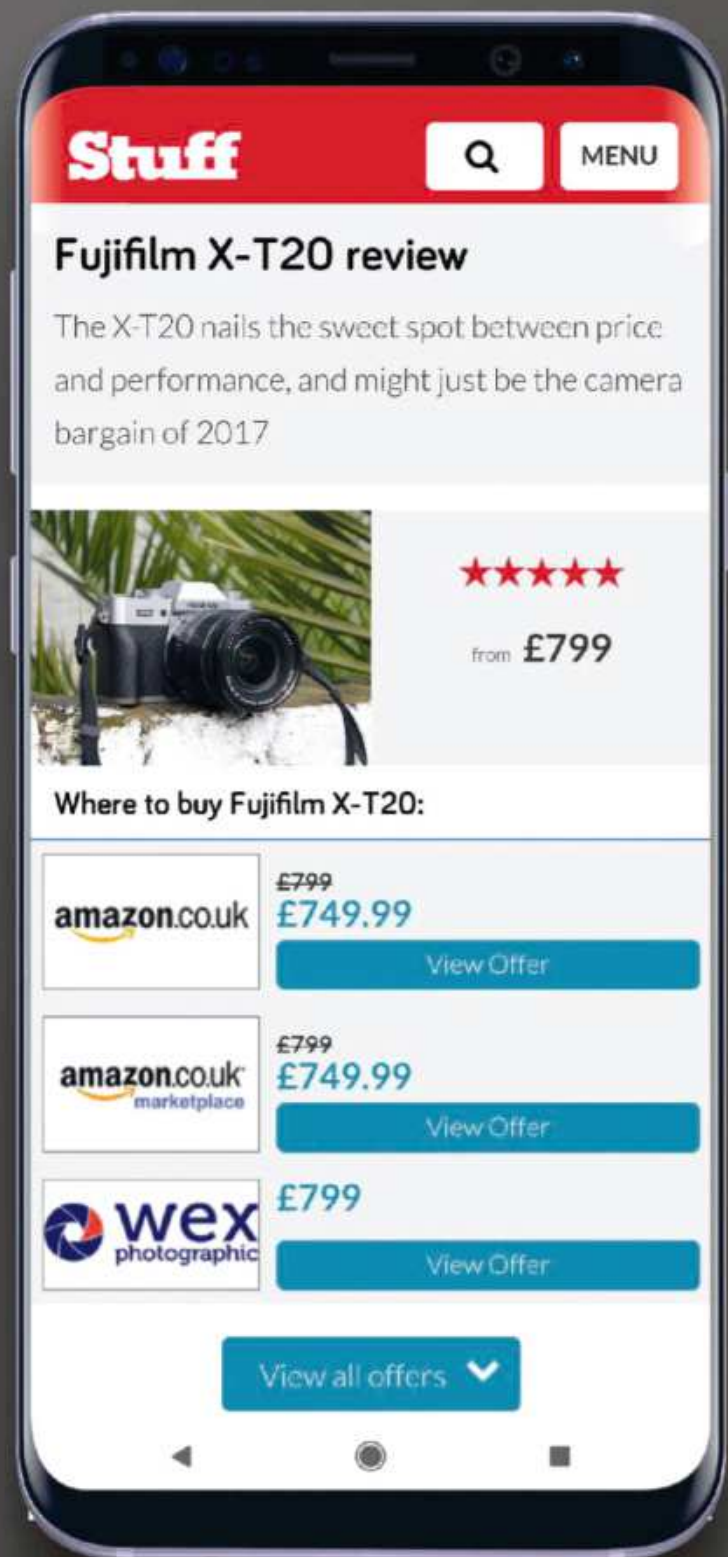 Stuff
MENU
Fujifilm X-T20 review
The X-T20 nails the sweet spot between price
and performance, and might just be the camera
bargain of 2017
from £799
Where to buy Fujifilm X-T20:
amazon.co.uk
£799
£749.99
View Offer
amazon.co.uk
marketplace
£799
£749.99
View Offer
wex
photographic
£799
View Offer
View all offers